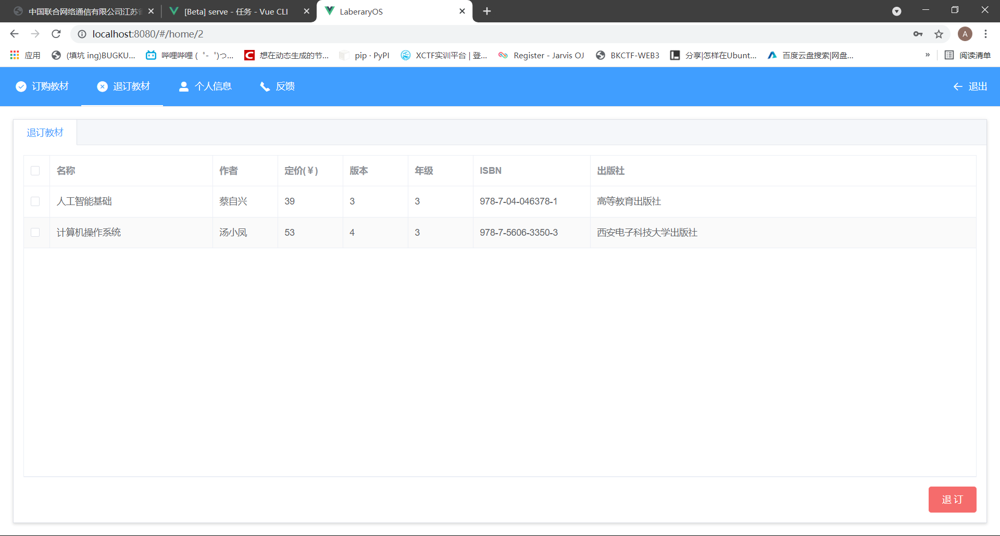 中国联合网络通信有限公司江苏
[Beta] serve - 任务 - Vue CLI
LaberaryOS
localhost:8080/#/home/2
A
应用
(填坑 ing)BUGKU...
哔哩哔哩 ( ゜- ゜)つ...
想在动态生成的节...
pip · PyPI
XCTF实训平台 | 登...
Register - Jarvis OJ
BKCTF-WEB3
分享|怎样在Ubunt...
百度云盘搜索|网盘...
»
阅读清单
订购教材
退订教材
个人信息
反馈
退出
退订教材
名称 作者 定价(￥) 版本 年级 ISBN 出版社
人工智能基础 蔡自兴 39 3 3 978-7-04-046378-1 高等教育出版社
计算机操作系统 汤小凤 53 4 3 978-7-5606-3350-3 西安电子科技大学出版社
退 订